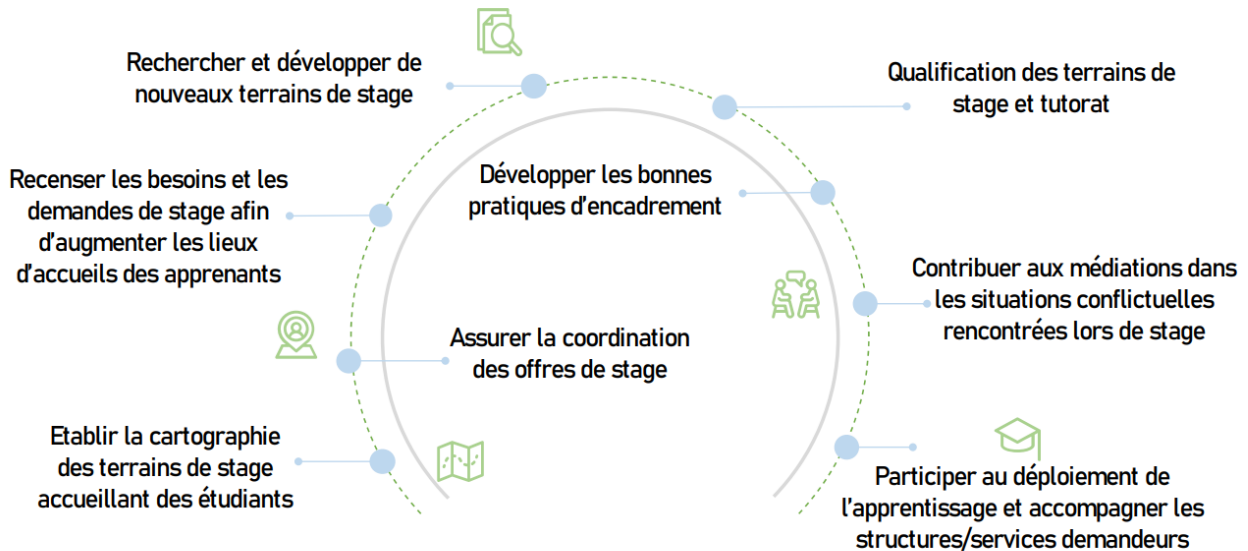 Rechercher et développer de
nouveaux terrains de stage
Qualification des terrains de
stage et tutorat
Recenser les besoins et les
demandes de stage afin
d'augmenter les lieux
d'accueils des apprenants
Développer les bonnes
pratiques d'encadrement
Contribuer aux médiations dans
les situations conflictuelles
rencontrées lors de stage
Assurer la coordination
des offres de stage
Etablir la cartographie
des terrains de stage
accueillant des étudiants
Participer au déploiement de
l'apprentissage et accompagner les
structures/services demandeurs